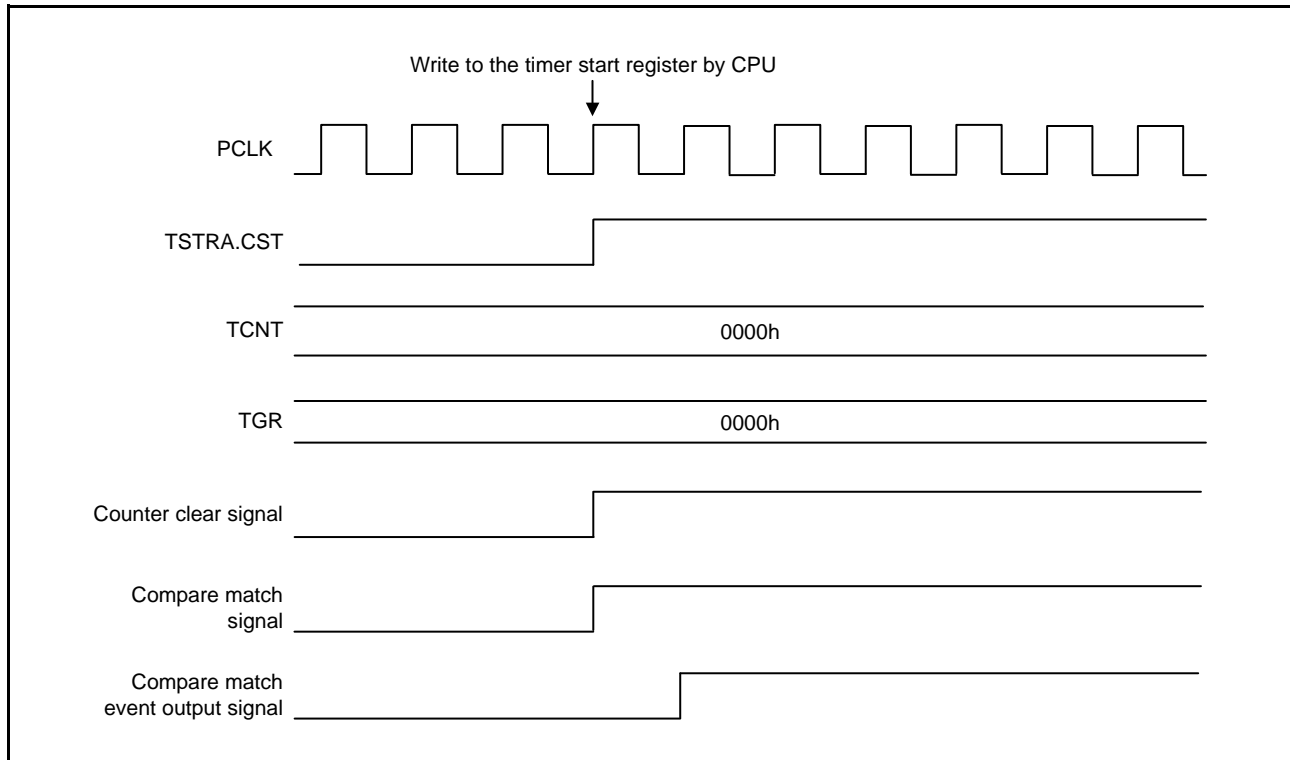 Write to the timer start register by CPU
PCLK
TSTRA.CST
TCNT
0000h
TGR
0000h
Counter clear signal
Compare match
signal
Compare match
event output signal